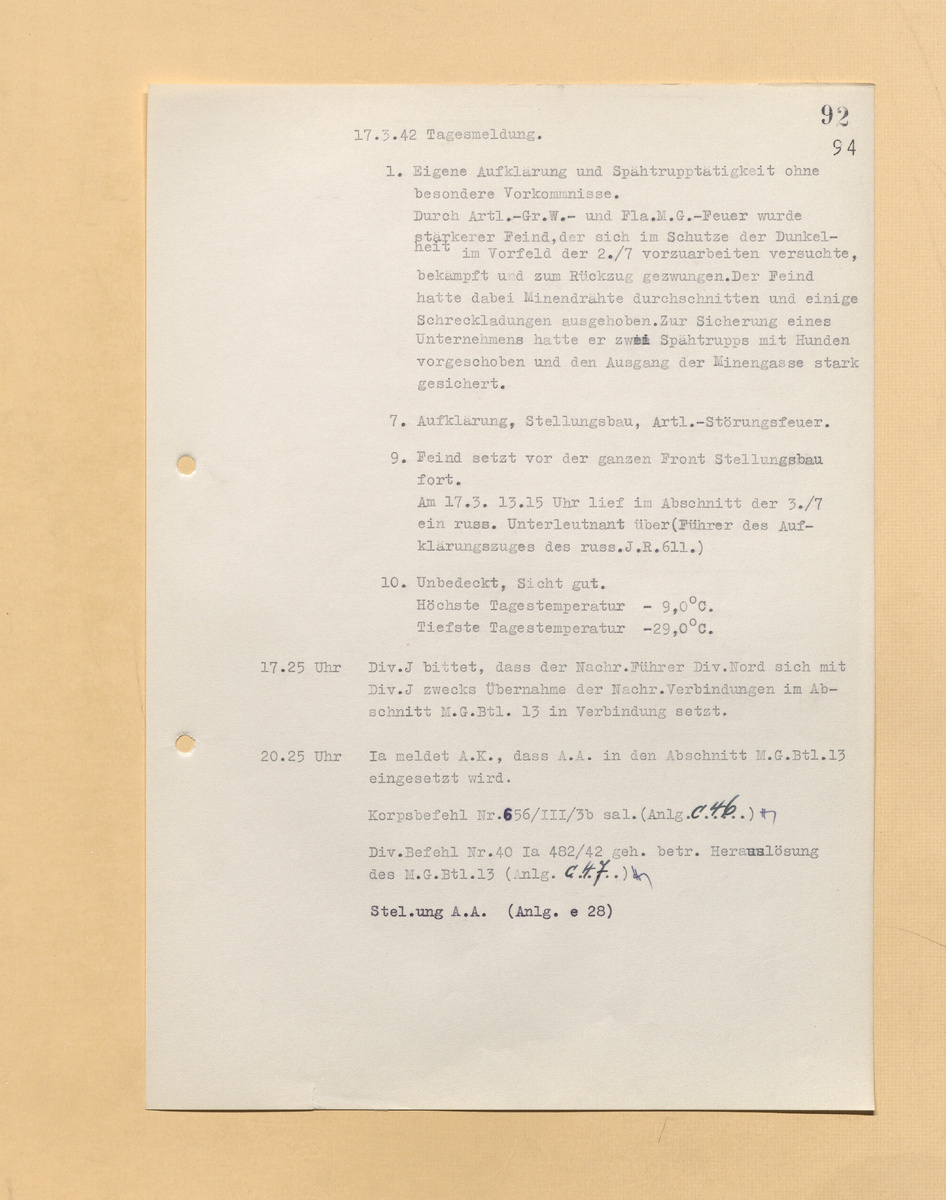 92
94
17.3.42 Tagesmeldung.
1. Eigene Aufklärung und Spähtrupptätigkeit ohne
besondere Vorkommnisse.
Durch Artl.-Gr.W.- und Fla.M.G.-Feuer wurde
stärkerer Feind,der sich im Schutze der Dunkel-
heit im Vorfeld der 2./7 vorzuarbeiten versuchte,
bekämpft und zum Rückzug gezwungen.Der Feind
hatte dabei Minendrähte durchschnitten und einige
Schreckladungen ausgehoben.Zur Sicherung eines
Unternehmens hatte er zwei Spähtrupps mit Hunden
vorgeschoben und den Ausgang der Minengasse stark
gesichert.
7. Aufklärung, Stellungsbau, Artl.-Störungsfeuer.
9. Feind setzt vor der ganzen Front Stellungsbau
fort.
Am 17.3. 13.15 Uhr lief im Abschnitt der 3./7
ein russ. Unterleutnant über(Führer des Auf-
klärungszuges des russ.J.R.611.)
10. Unbedeckt, Sicht gut.
Höchste Tagestemperatur - 9,0°C.
Tiefste Tagestemperatur -29,0°C.
17.25 Uhr Div.J bittet, dass der Nachr.Führer Div.Nord sich mit
Div.J zwecks Übernahme der Nachr.Verbindungen im Ab-
schnitt M.G.Btl. 13 in Verbindung setzt.
20.25 Uhr Ia meldet A.K., dass A.A. in den Abschnitt M.G.Btl.13
eingesetzt wird.
Korpsbefehl Nr.656/III/3b sal.(Anlg.C.46..)
Div.Befehl Nr.40 Ia 482/42 geh. betr. Herauslösung
des M.G.Btl.13 (Anlg. C.47..)
Stel.ung A.A. (Anlg. e 28)